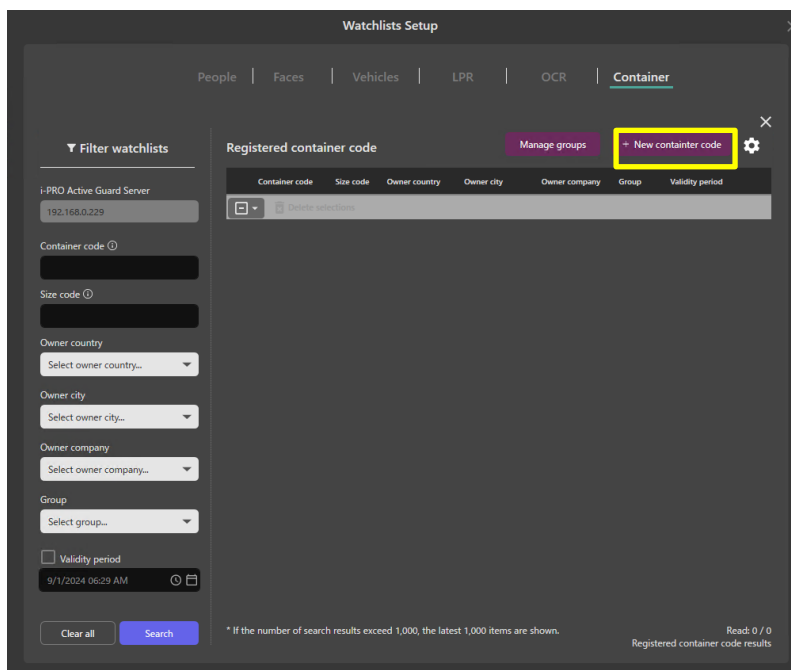 Watchlists Setup
People | Faces | Vehicles | LPR | OCR | Container
Filter watchlists
i-PRO Active Guard Server
192.168.0.229
Container code
Size code
Owner country
Select owner country...
Owner city
Select owner city...
Owner company
Select owner company...
Group
Select group...
Validity period
9/1/2024 06:29 AM
Clear all Search
Registered container code
Manage groups
+ New containter code
Container code Size code Owner country Owner city Owner company Group Validity period
Delete selections
* If the number of search results exceed 1,000, the latest 1,000 items are shown.
Read: 0 / 0
Registered container code results